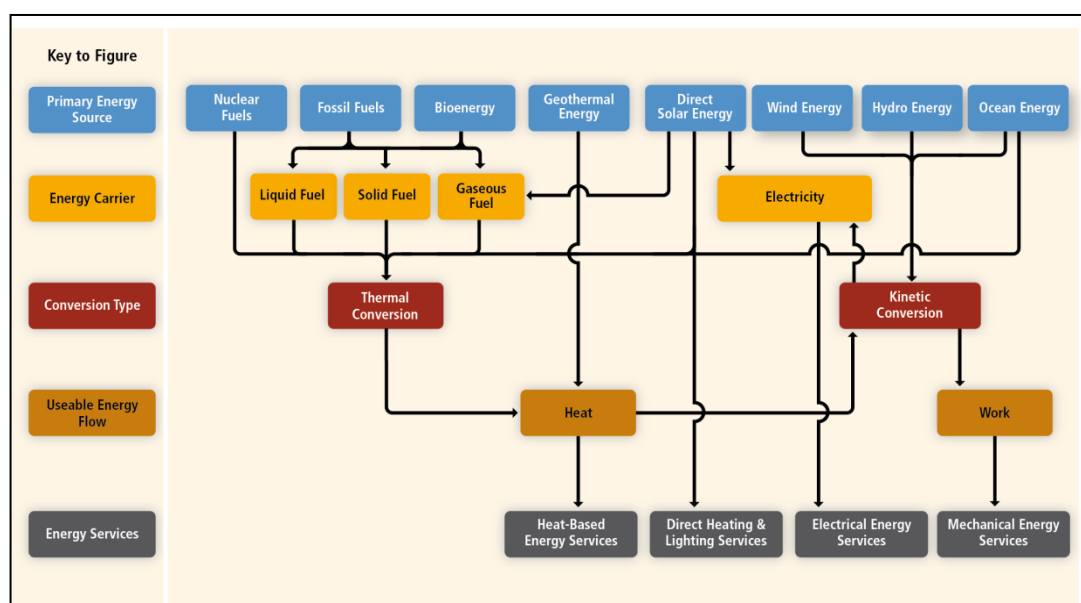 Key to Figure
Primary Energy
Source
Nuclear
Fuels
Fossil Fuels
Bioenergy
Geothermal
Energy
Direct
Solar Energy
Wind Energy
Hydro Energy
Ocean Energy
Energy Carrier
Liquid Fuel
Solid Fuel
Gaseous
Fuel
Electricity
Conversion Type
Thermal
Conversion
Kinetic
Conversion
Useable Energy
Flow
Heat
Work
Energy Services
Heat-Based
Energy Services
Direct Heating &
Lighting Services
Electrical Energy
Services
Mechanical Energy
Services